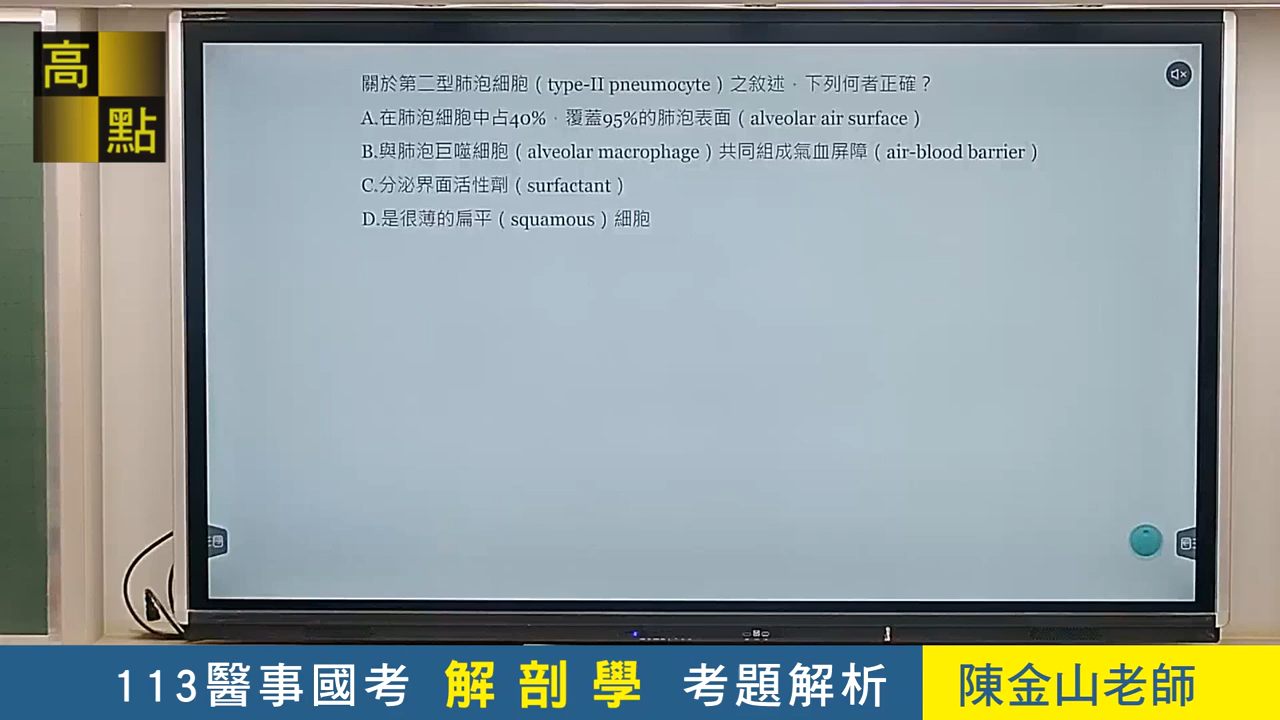 高
點
關於第二型肺泡細胞（type-II pneumocyte）之敘述，下列何者正確？
A.在肺泡細胞中占40%，覆蓋95%的肺泡表面（alveolar air surface）
B.與肺泡巨噬細胞（alveolar macrophage）共同組成氣血屏障（air-blood barrier）
C.分泌界面活性劑（surfactant）
D.是很薄的扁平（squamous）細胞
113醫事國考 解剖學 考題解析 陳金山老師